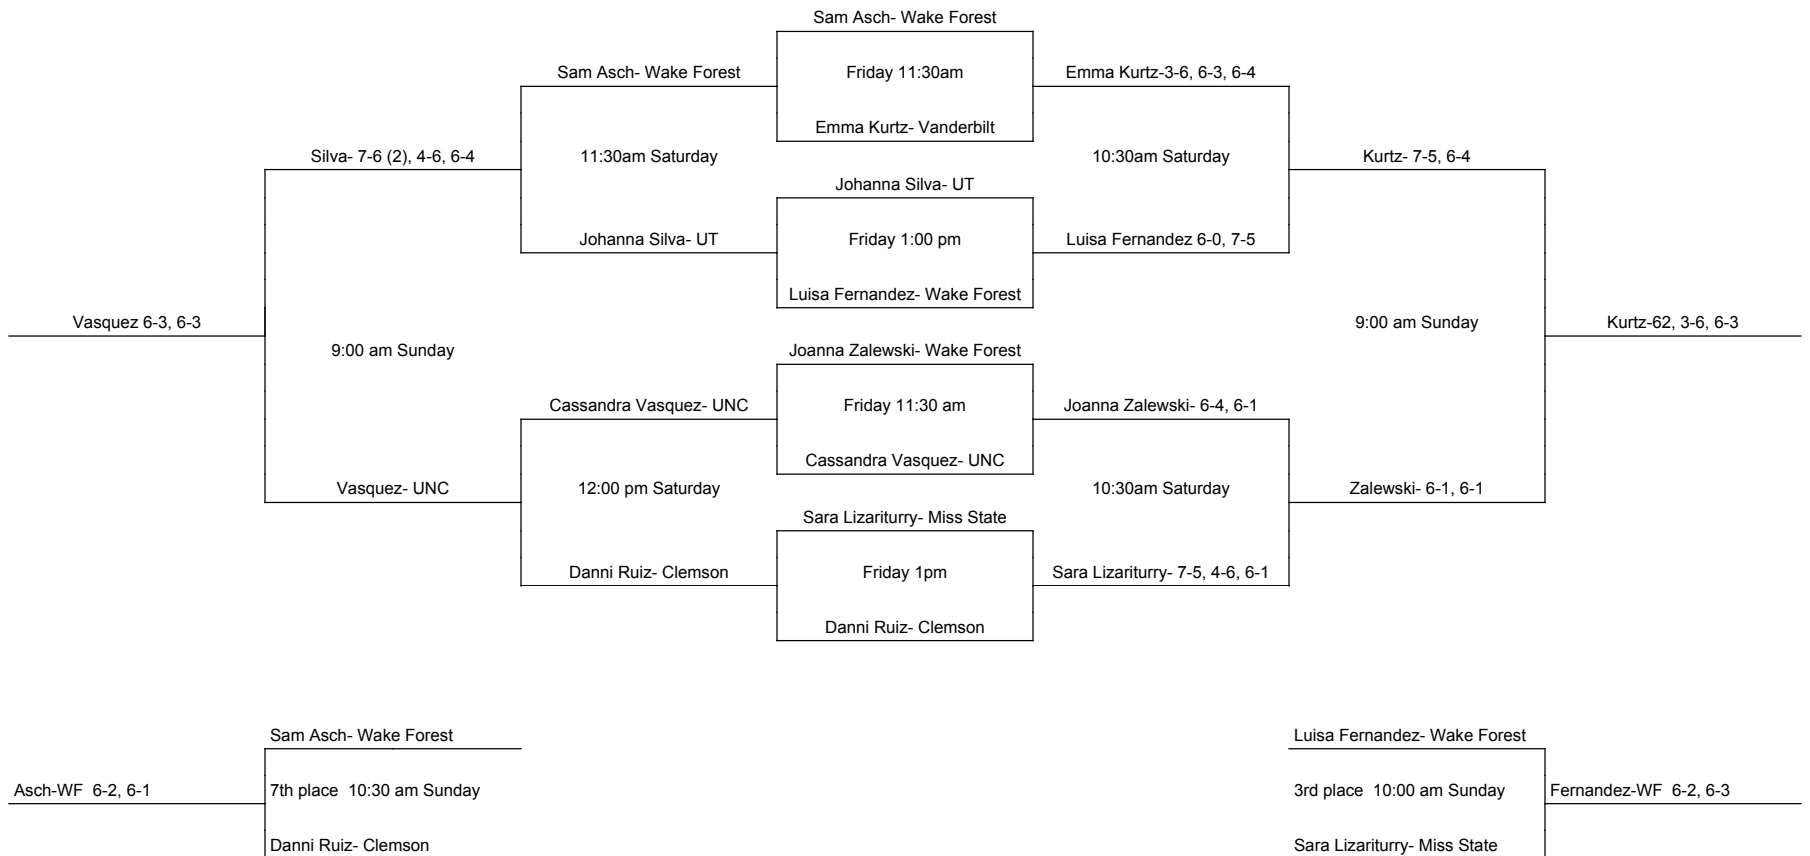 Sam Asch- Wake Forest
Sam Asch- Wake Forest
Friday 11:30am
Emma Kurtz-3-6, 6-3, 6-4
Emma Kurtz- Vanderbilt
Silva- 7-6 (2), 4-6, 6-4
11:30am Saturday
10:30am Saturday
Kurtz- 7-5, 6-4
Johanna Silva- UT
Johanna Silva- UT
Friday 1:00 pm
Luisa Fernandez 6-0, 7-5
Luisa Fernandez- Wake Forest
Vasquez 6-3, 6-3
9:00 am Sunday
Kurtz-62, 3-6, 6-3
9:00 am Sunday
Joanna Zalewski- Wake Forest
Cassandra Vasquez- UNC
Friday 11:30 am
Joanna Zalewski- 6-4, 6-1
Cassandra Vasquez- UNC
Vasquez- UNC
12:00 pm Saturday
10:30am Saturday
Zalewski- 6-1, 6-1
Sara Lizariturry- Miss State
Danni Ruiz- Clemson
Friday 1pm
Sara Lizariturry- 7-5, 4-6, 6-1
Danni Ruiz- Clemson
Sam Asch- Wake Forest
Luisa Fernandez- Wake Forest
Asch-WF 6-2, 6-1
7th place 10:30 am Sunday
3rd place 10:00 am Sunday
Fernandez-WF 6-2, 6-3
Danni Ruiz- Clemson
Sara Lizariturry- Miss State